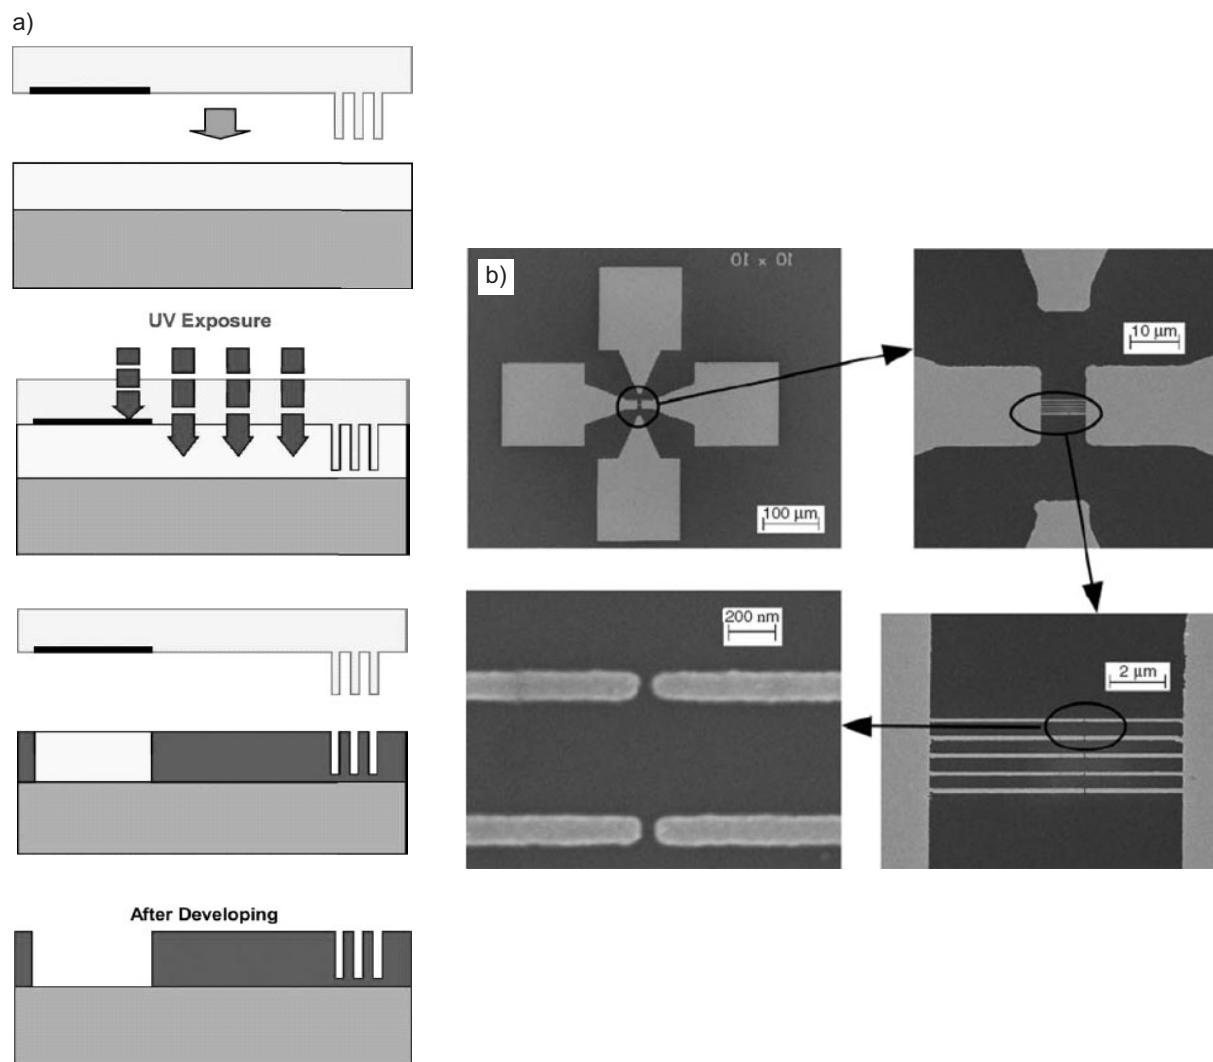 a)
UV Exposure
After Developing
b)
10 × 10
100 µm
10 µm
200 nm
2 µm